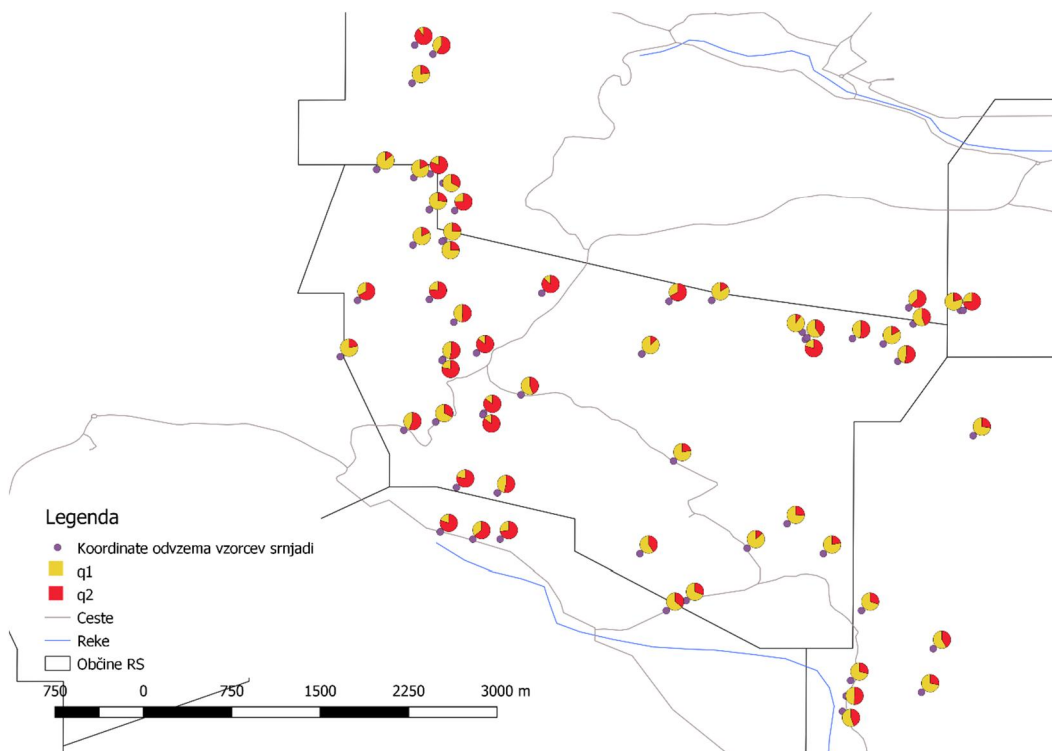 Legenda
Koordinate odvzema vzorcev srnjadi
q1
q2
Ceste
Reke
Občine RS
750 0 750 1500 2250 3000 m